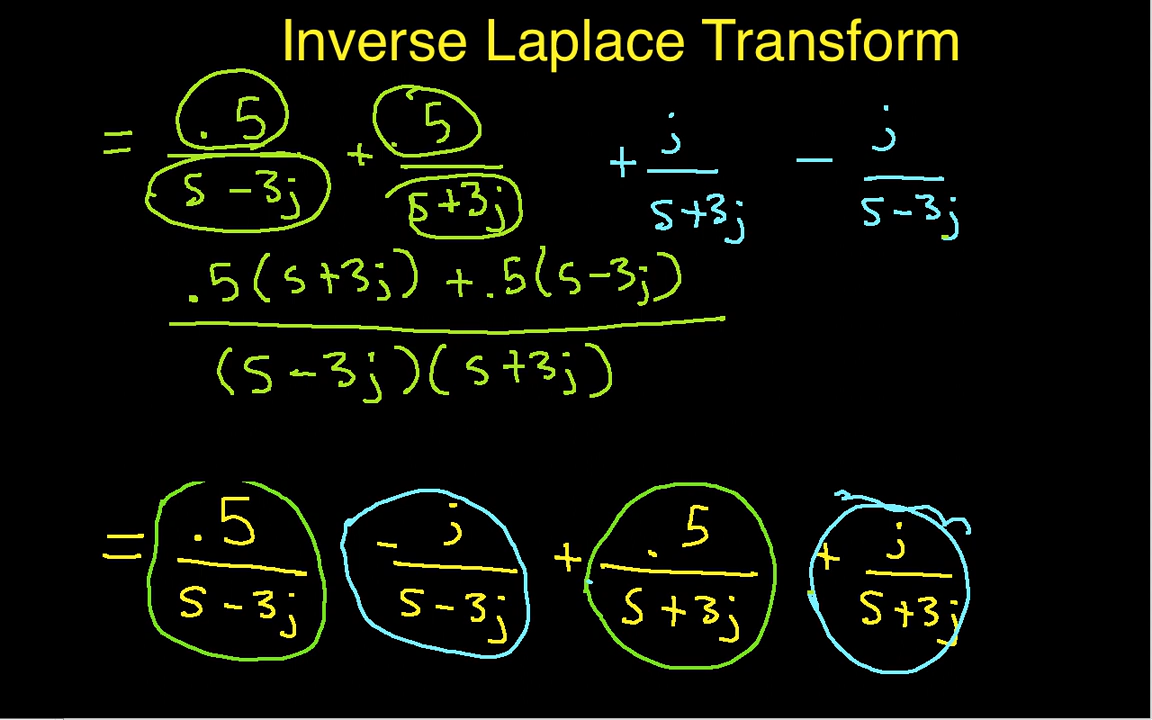 Inverse Laplace Transform
= .5 / (s - 3j) + .5 / (s + 3j) + j / (s + 3j) - j / (s - 3j)
.5(s+3j) + .5(s-3j)
(s - 3j)(s + 3j)
= .5 / (s - 3j) - j / (s - 3j) + .5 / (s + 3j) + j / (s + 3j)